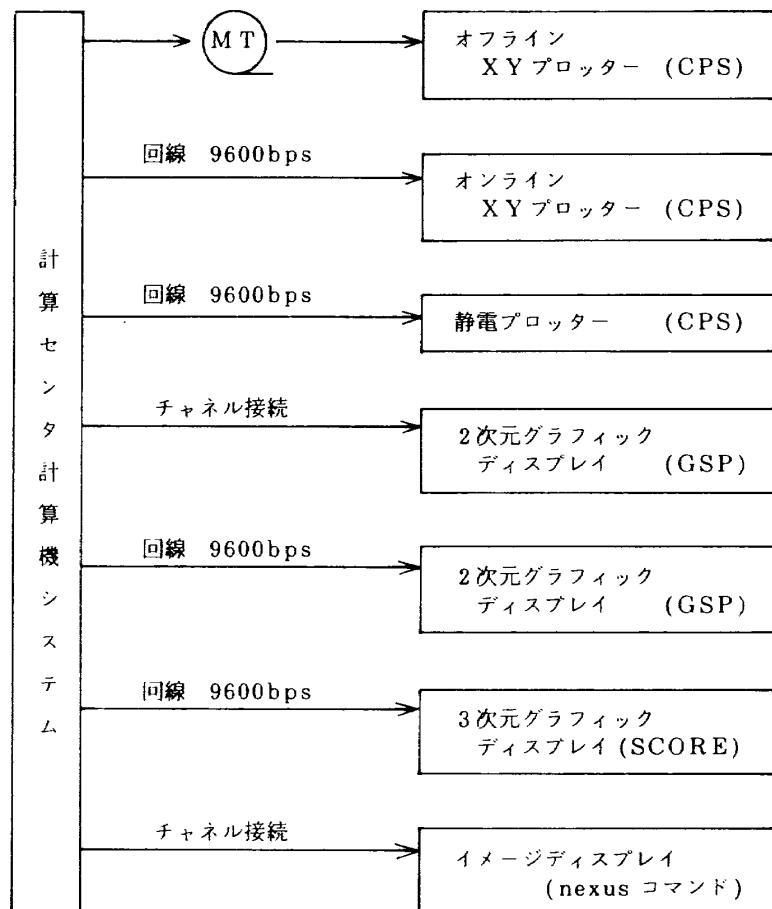 計算センタ計算機システム
MT
オフライン
XYプロッター (CPS)
回線 9600bps
オンライン
XYプロッター (CPS)
回線 9600bps
静電プロッター (CPS)
チャネル接続
2次元グラフィック
ディスプレイ (GSP)
回線 9600bps
2次元グラフィック
ディスプレイ (GSP)
回線 9600bps
3次元グラフィック
ディスプレイ(SCORE)
チャネル接続
イメージディスプレイ
(nexus コマンド)